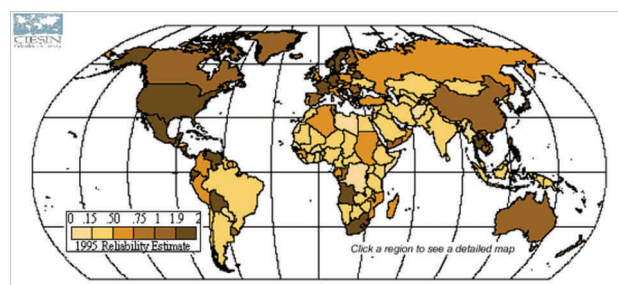 CIESIN
0 .15 .50 .75 1 1.9 2
1995 Reliability Estimate
Click a region to see a detailed map